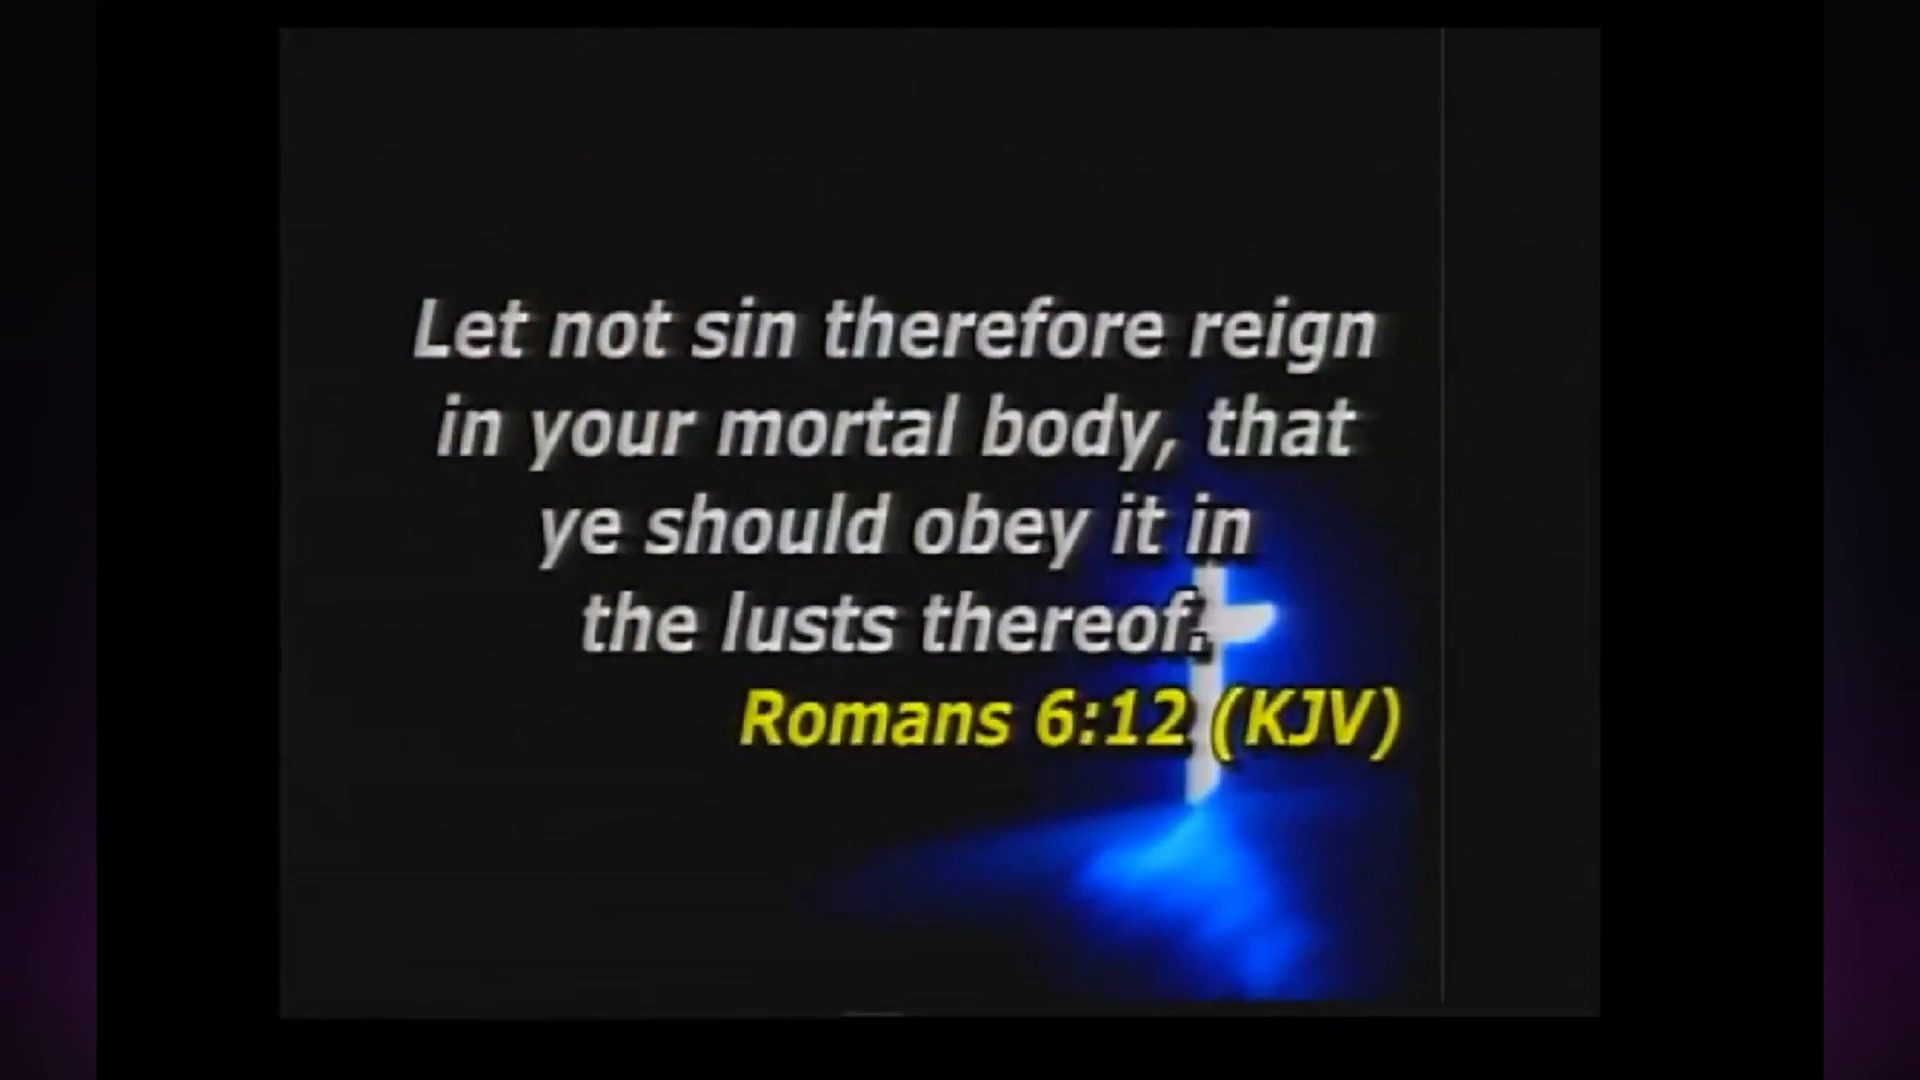 Let not sin therefore reign
in your mortal body, that
ye should obey it in
the lusts thereof.
Romans 6:12 (KJV)